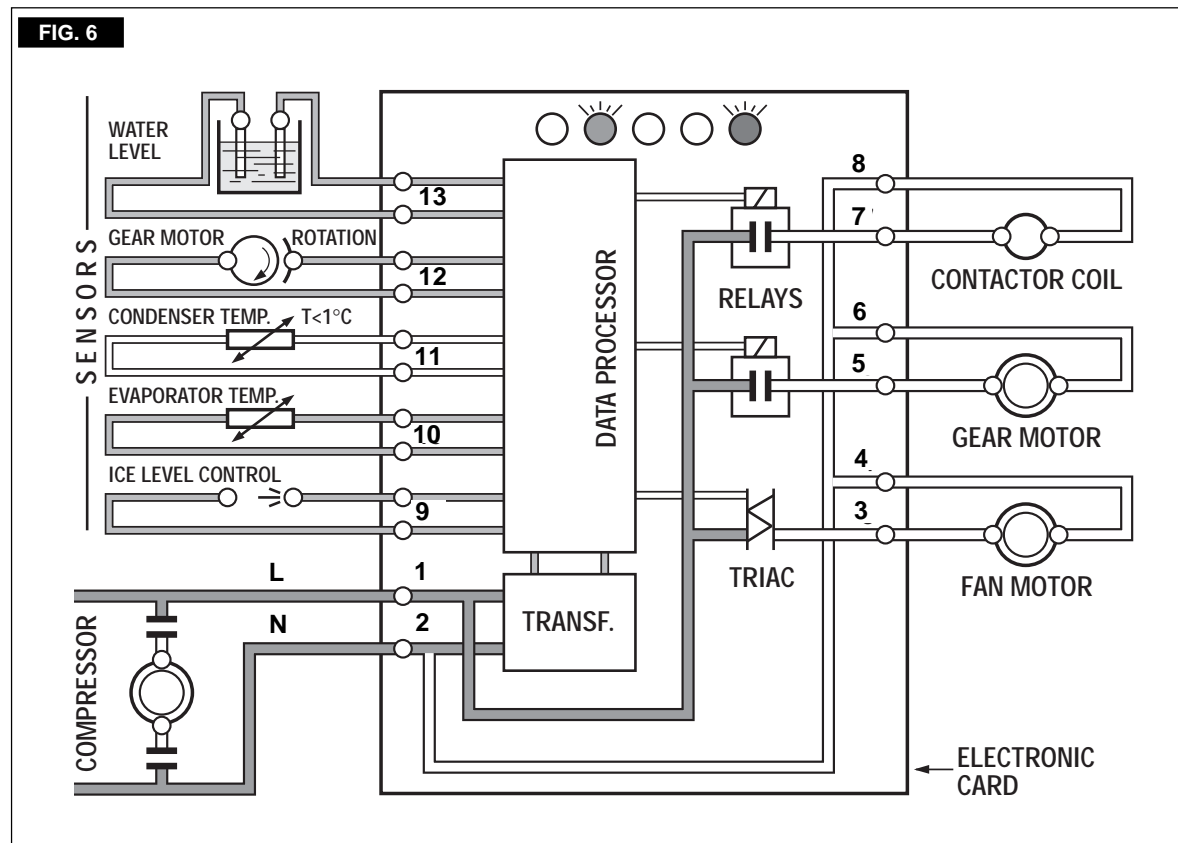 FIG. 6
WATER
LEVEL
13
GEAR MOTOR
ROTATION
12
CONDENSER TEMP.
T<1°C
11
EVAPORATOR TEMP.
10
ICE LEVEL CONTROL
9
SENSORS
L
1
N
2
COMPRESSOR
DATA PROCESSOR
TRANSF.
RELAYS
TRIAC
8
7
CONTACTOR COIL
6
5
GEAR MOTOR
4
3
FAN MOTOR
ELECTRONIC
CARD